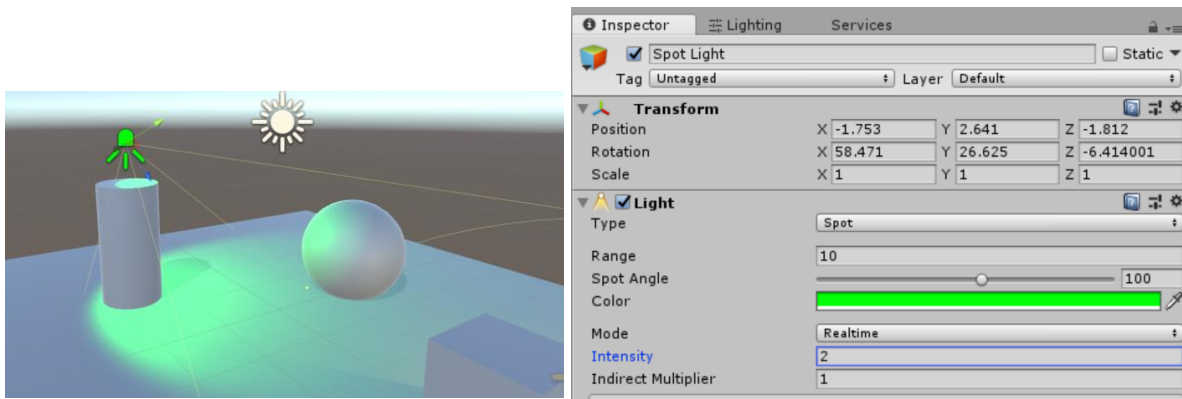 Inspector Lighting Services
Spot Light Static
Tag Untagged Layer Default
Transform
Position X -1.753 Y 2.641 Z -1.812
Rotation X 58.471 Y 26.625 Z -6.414001
Scale X 1 Y 1 Z 1
Light
Type Spot
Range 10
Spot Angle 100
Color
Mode Realtime
Intensity 2
Indirect Multiplier 1